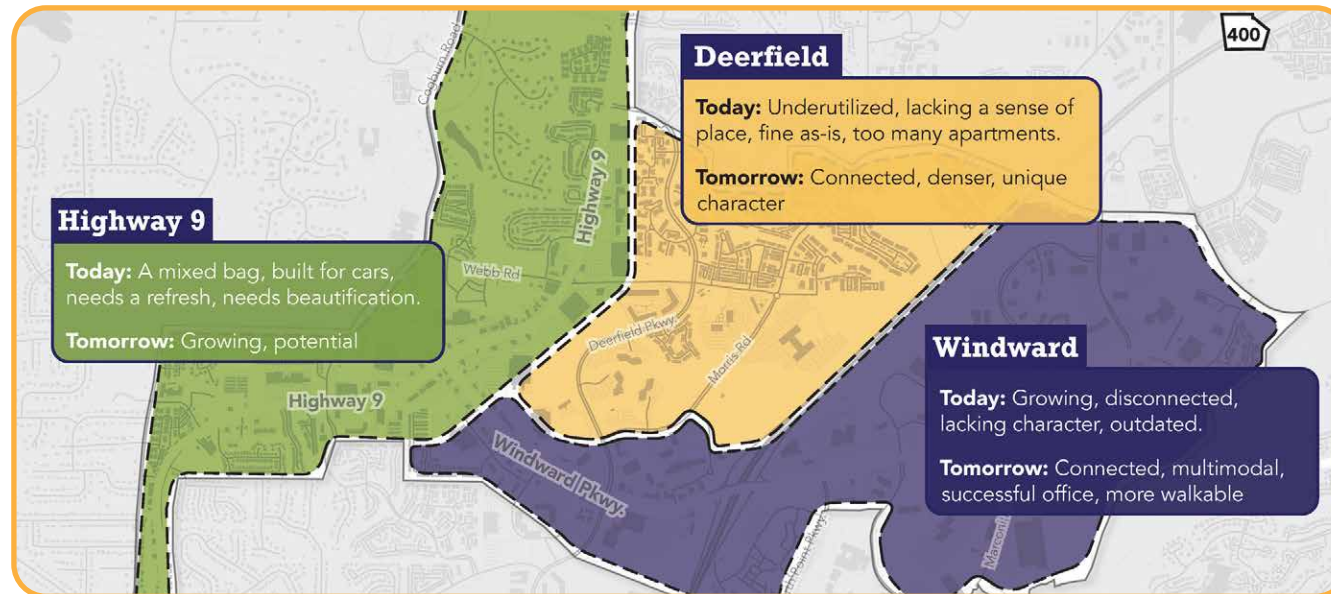 400
Cogburn Road
Deerfield
Today: Underutilized, lacking a sense of
place, fine as-is, too many apartments.
Tomorrow: Connected, denser, unique
character
Highway 9
Highway 9
Today: A mixed bag, built for cars,
needs a refresh, needs beautification.
Tomorrow: Growing, potential
Webb Rd
Deerfield Pkwy.
Morris Rd.
Windward
Today: Growing, disconnected,
lacking character, outdated.
Tomorrow: Connected, multimodal,
successful office, more walkable
Highway 9
Windward Pkwy.
Point Pkwy.